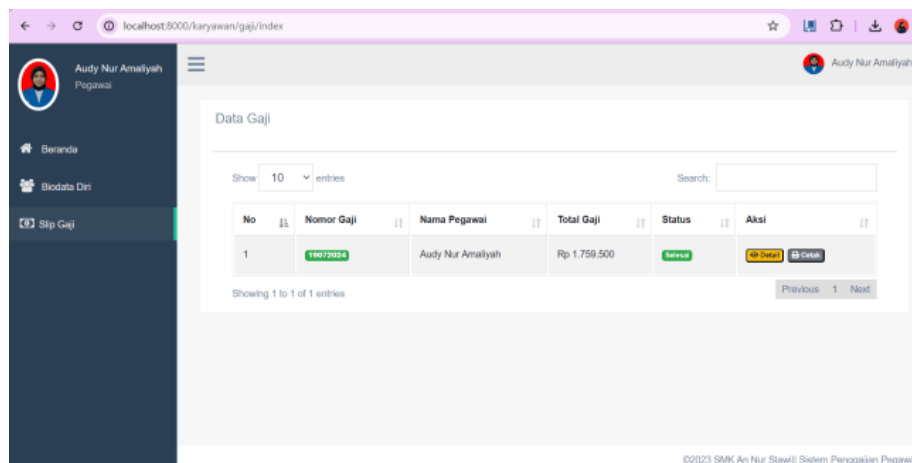 localhost:8000/karyawan/gaji/index
Audy Nur Amaliyah
Pegawai
Audy Nur Amaliyah
Beranda
Biodata Diri
Slip Gaji
Data Gaji
Show 10 entries Search:
No Nomor Gaji Nama Pegawai Total Gaji Status Aksi
1 19072024 Audy Nur Amaliyah Rp 1.759.500 Selesai Detail Cetak
Showing 1 to 1 of 1 entries Previous 1 Next
©2023 SMK An Nur Slawi|| Sistem Penggajian Pegaw